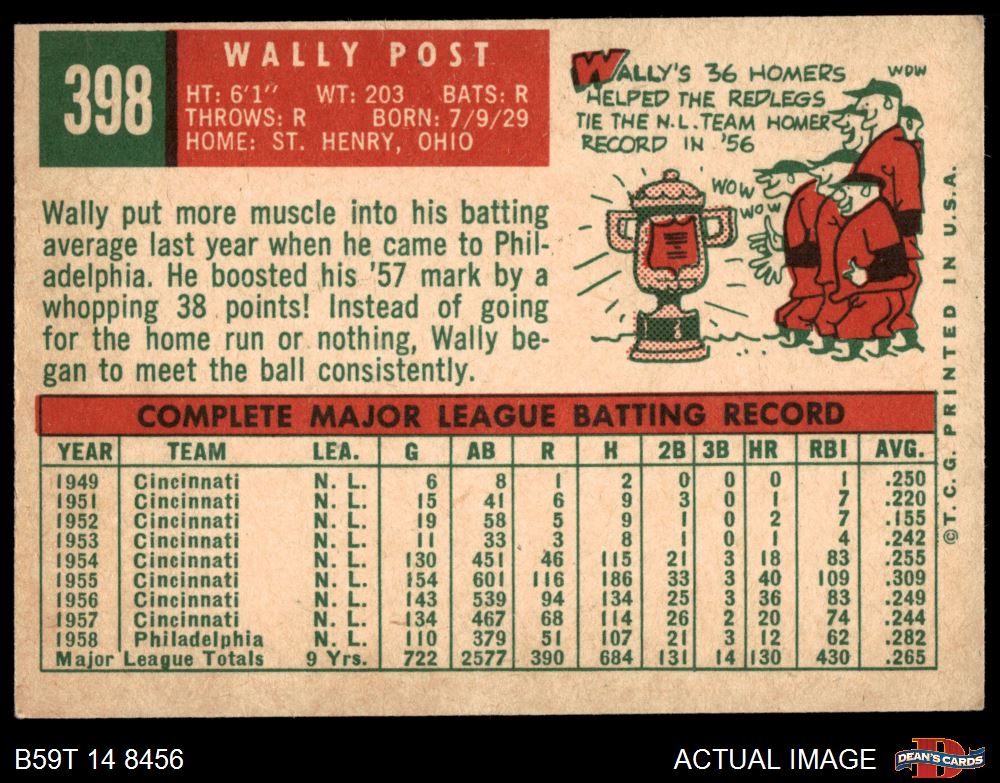 398
WALLY POST
HT: 6'1" WT: 203 BATS: R
THROWS: R BORN: 7/9/29
HOME: ST. HENRY, OHIO
WALLY'S 36 HOMERS
HELPED THE REDLEGS
TIE THE N.L. TEAM HOMER
RECORD IN '56
WOW
WOW
WOW
Wally put more muscle into his batting
average last year when he came to Phil-
adelphia. He boosted his '57 mark by a
whopping 38 points! Instead of going
for the home run or nothing, Wally be-
gan to meet the ball consistently.
COMPLETE MAJOR LEAGUE BATTING RECORD
YEAR TEAM LEA. G AB R H 2B 3B HR RBI AVG.
1949 Cincinnati N. L. 6 8 1 2 0 0 0 1 .250
1951 Cincinnati N. L. 15 41 6 9 3 0 1 7 .220
1952 Cincinnati N. L. 19 58 5 9 1 0 2 7 .155
1953 Cincinnati N. L. 11 33 3 8 1 0 1 4 .242
1954 Cincinnati N. L. 130 451 46 115 21 3 18 83 .255
1955 Cincinnati N. L. 154 601 116 186 33 3 40 109 .309
1956 Cincinnati N. L. 143 539 94 134 25 3 36 83 .249
1957 Cincinnati N. L. 134 467 68 114 26 2 20 74 .244
1958 Philadelphia N. L. 110 379 51 107 21 3 12 62 .282
Major League Totals 9 Yrs. 722 2577 390 684 131 14 130 430 .265
©T. C. G. PRINTED IN U.S.A.
B59T 14 8456
ACTUAL IMAGE
D
DEAN'S CARDS